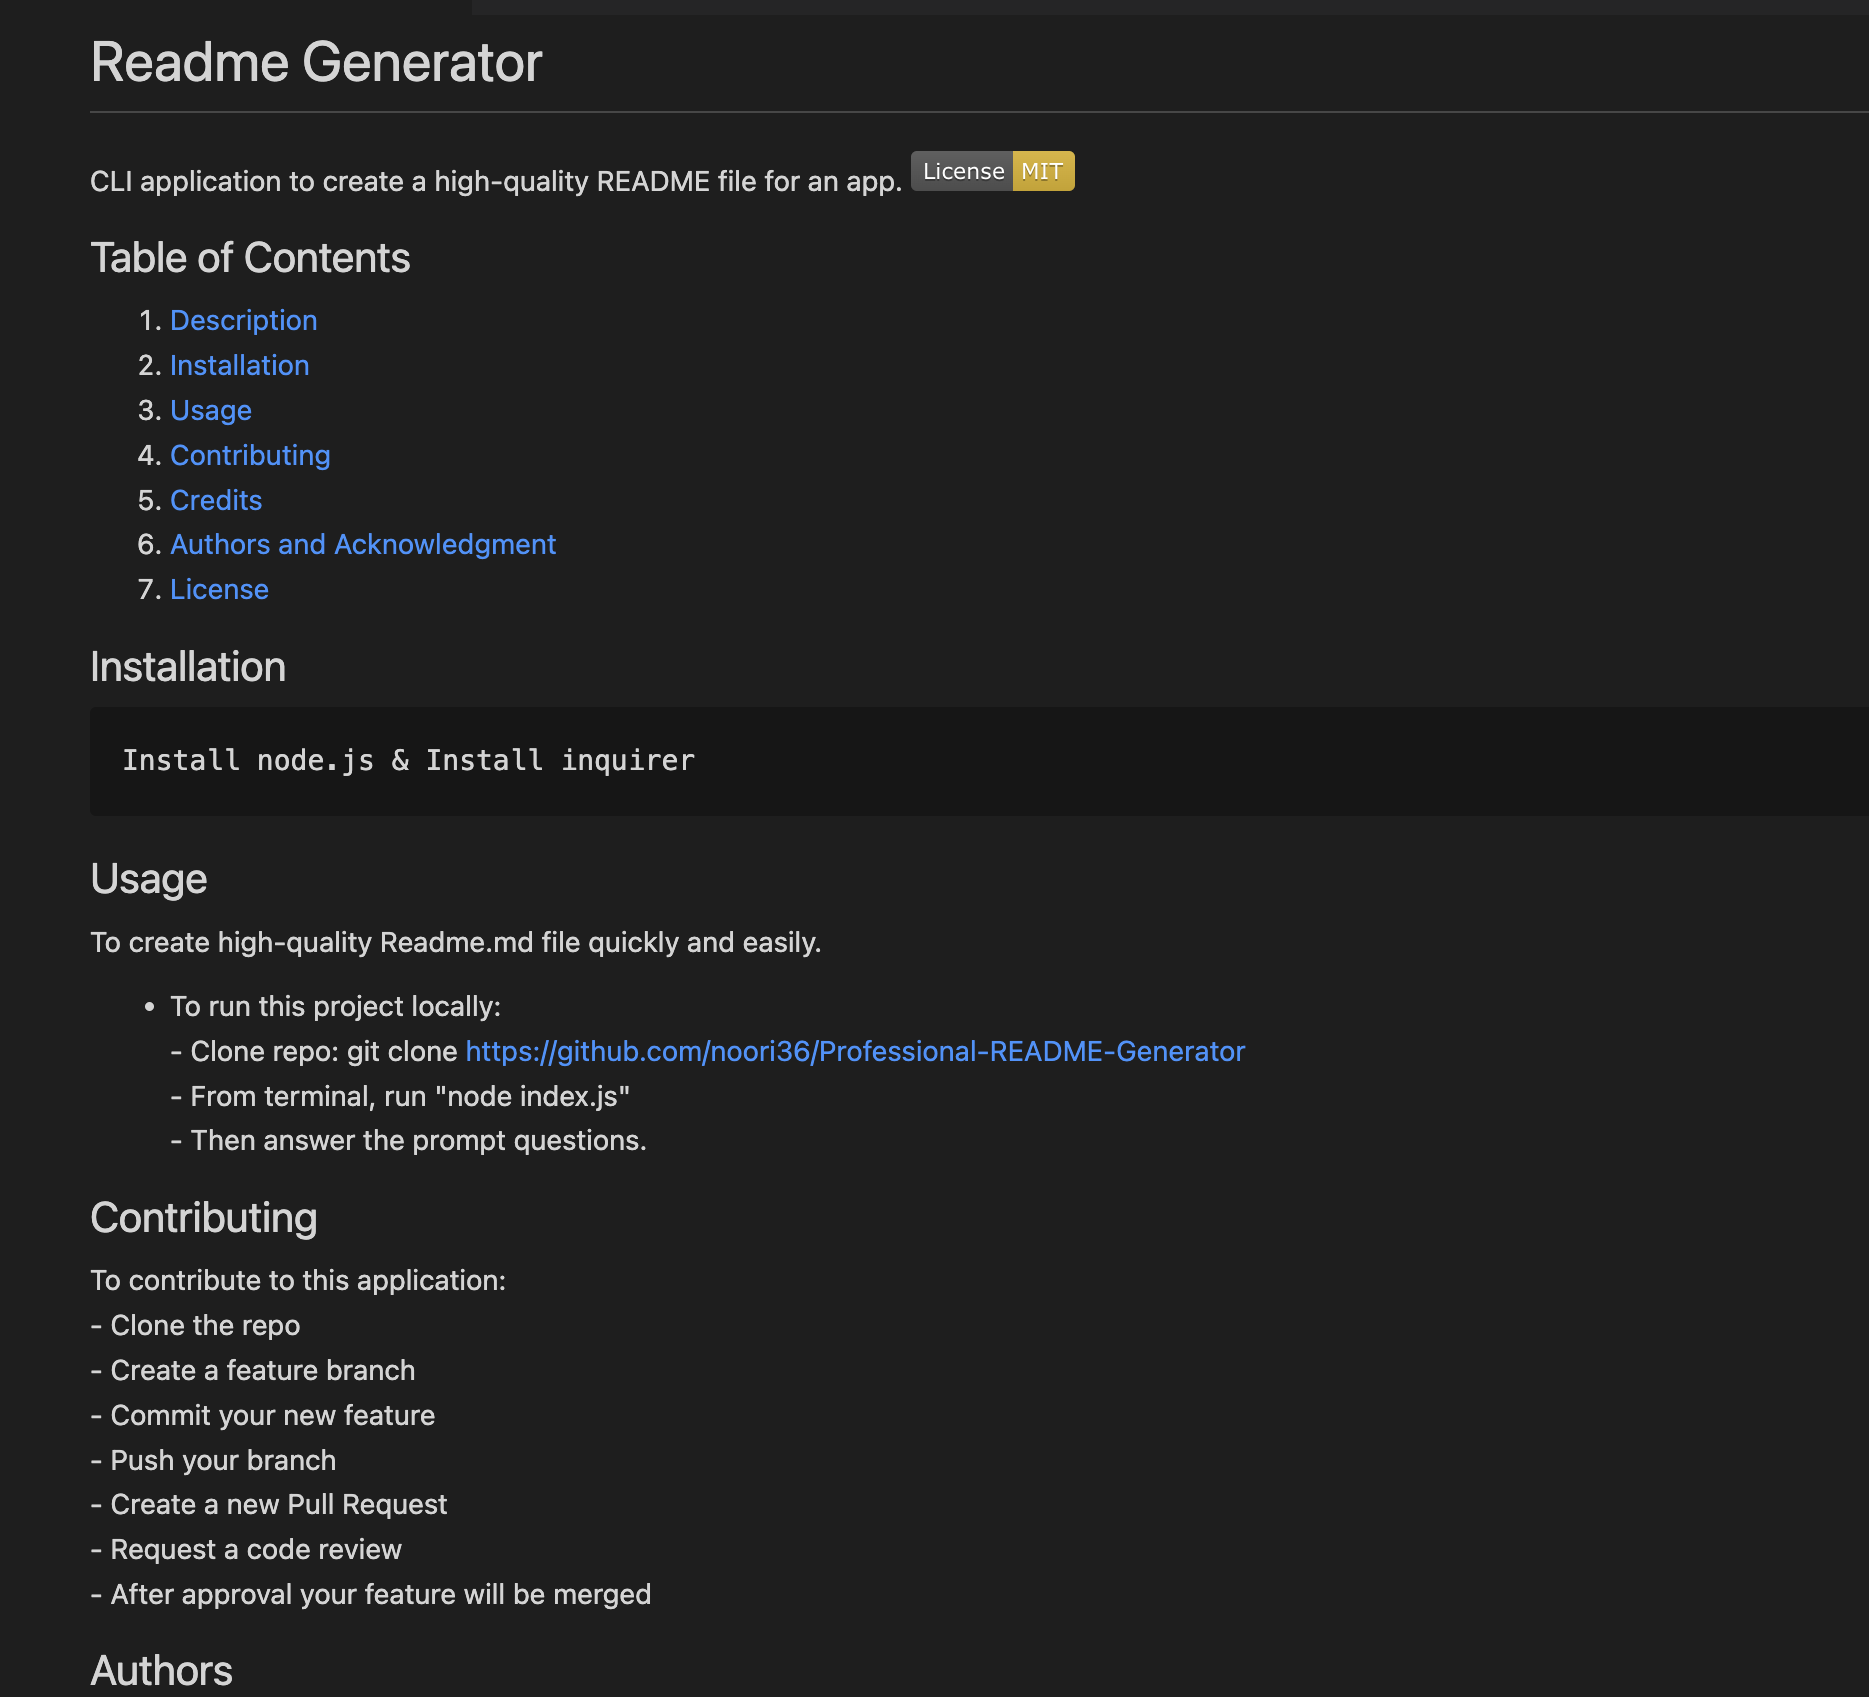 Readme Generator
CLI application to create a high-quality README file for an app. License MIT
Table of Contents
1. Description
2. Installation
3. Usage
4. Contributing
5. Credits
6. Authors and Acknowledgment
7. License
Installation
Install node.js & Install inquirer
Usage
To create high-quality Readme.md file quickly and easily.
• To run this project locally:
- Clone repo: git clone https://github.com/noori36/Professional-README-Generator
- From terminal, run "node index.js"
- Then answer the prompt questions.
Contributing
To contribute to this application:
- Clone the repo
- Create a feature branch
- Commit your new feature
- Push your branch
- Create a new Pull Request
- Request a code review
- After approval your feature will be merged
Authors